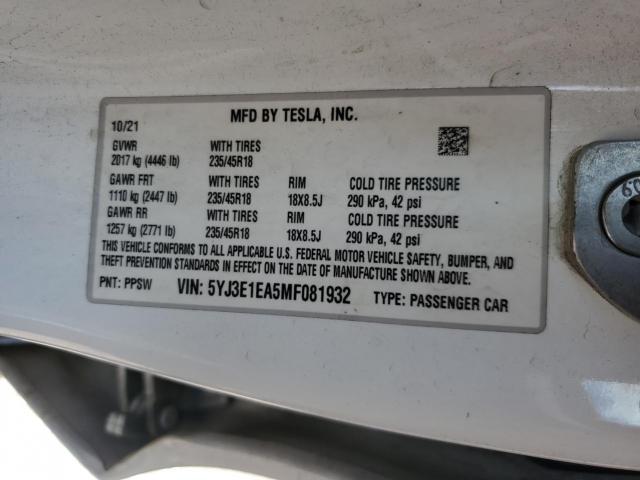 MFD BY TESLA, INC.
10/21
GVWR WITH TIRES
2017 kg (4446 lb) 235/45R18
GAWR FRT WITH TIRES RIM COLD TIRE PRESSURE
1110 kg (2447 lb) 235/45R18 18X8.5J 290 kPa, 42 psi
GAWR RR WITH TIRES RIM COLD TIRE PRESSURE
1257 kg (2771 lb) 235/45R18 18X8.5J 290 kPa, 42 psi
THIS VEHICLE CONFORMS TO ALL APPLICABLE U.S. FEDERAL MOTOR VEHICLE SAFETY, BUMPER, AND
THEFT PREVENTION STANDARDS IN EFFECT ON THE DATE OF MANUFACTURE SHOWN ABOVE.
PNT: PPSW VIN: 5YJ3E1EA5MF081932 TYPE: PASSENGER CAR